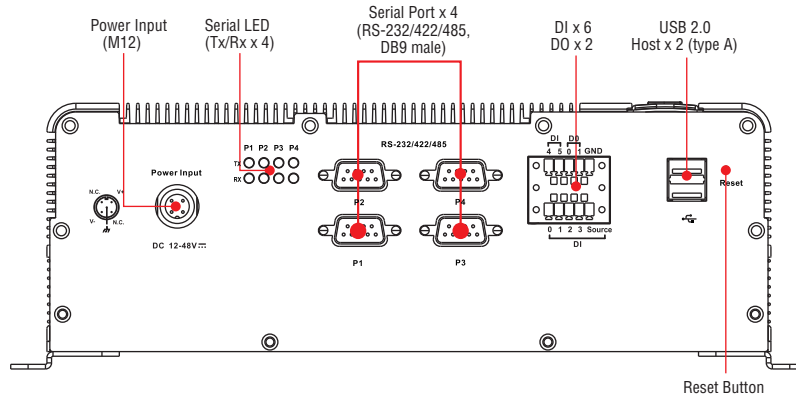 Power Input
(M12)
Serial LED
(Tx/Rx x 4)
Serial Port x 4
(RS-232/422/485,
DB9 male)
DI x 6
DO x 2
USB 2.0
Host x 2 (type A)
P1 P2 P3 P4
TX
RX
RS-232/422/485
DI D0
4 5 0 1 GND
Power Input
N.C. V+
V- N.C.
DC 12-48V
P2 P4
P1 P3
0 1 2 3 Source
DI
Reset
Reset Button